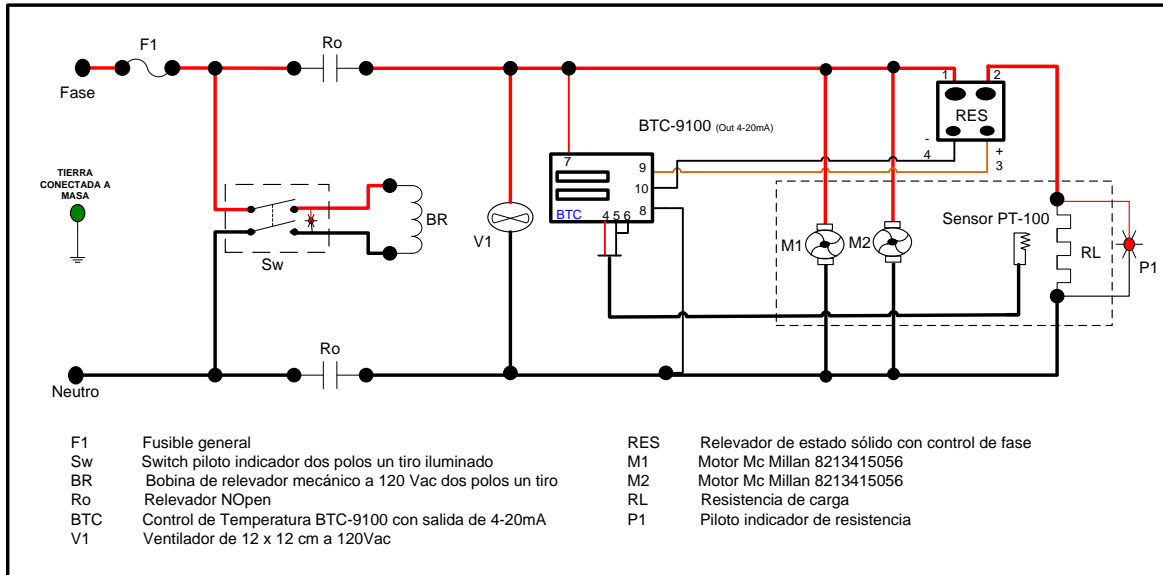 F1
Ro
Fase
1
2
RES
BTC-9100 (Out 4-20mA)
-
4
+
3
TIERRA
CONECTADA A
MASA
7
9
10
8
BTC
4
5
6
BR
Sw
V1
M1
M2
Sensor PT-100
RL
P1
Ro
Neutro
F1 Fusible general
Sw Switch piloto indicador dos polos un tiro iluminado
BR Bobina de relevador mecánico a 120 Vac dos polos un tiro
Ro Relevador NOpen
BTC Control de Temperatura BTC-9100 con salida de 4-20mA
V1 Ventilador de 12 x 12 cm a 120Vac
RES Relevador de estado sólido con control de fase
M1 Motor Mc Millan 8213415056
M2 Motor Mc Millan 8213415056
RL Resistencia de carga
P1 Piloto indicador de resistencia